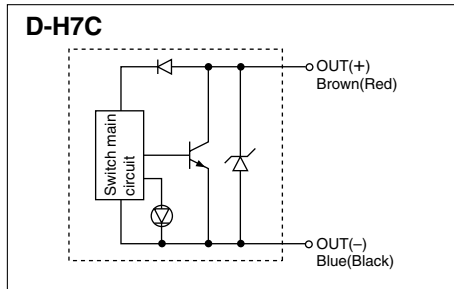 D-H7C
OUT(+)
Brown(Red)
Switch main
circuit
OUT(–)
Blue(Black)